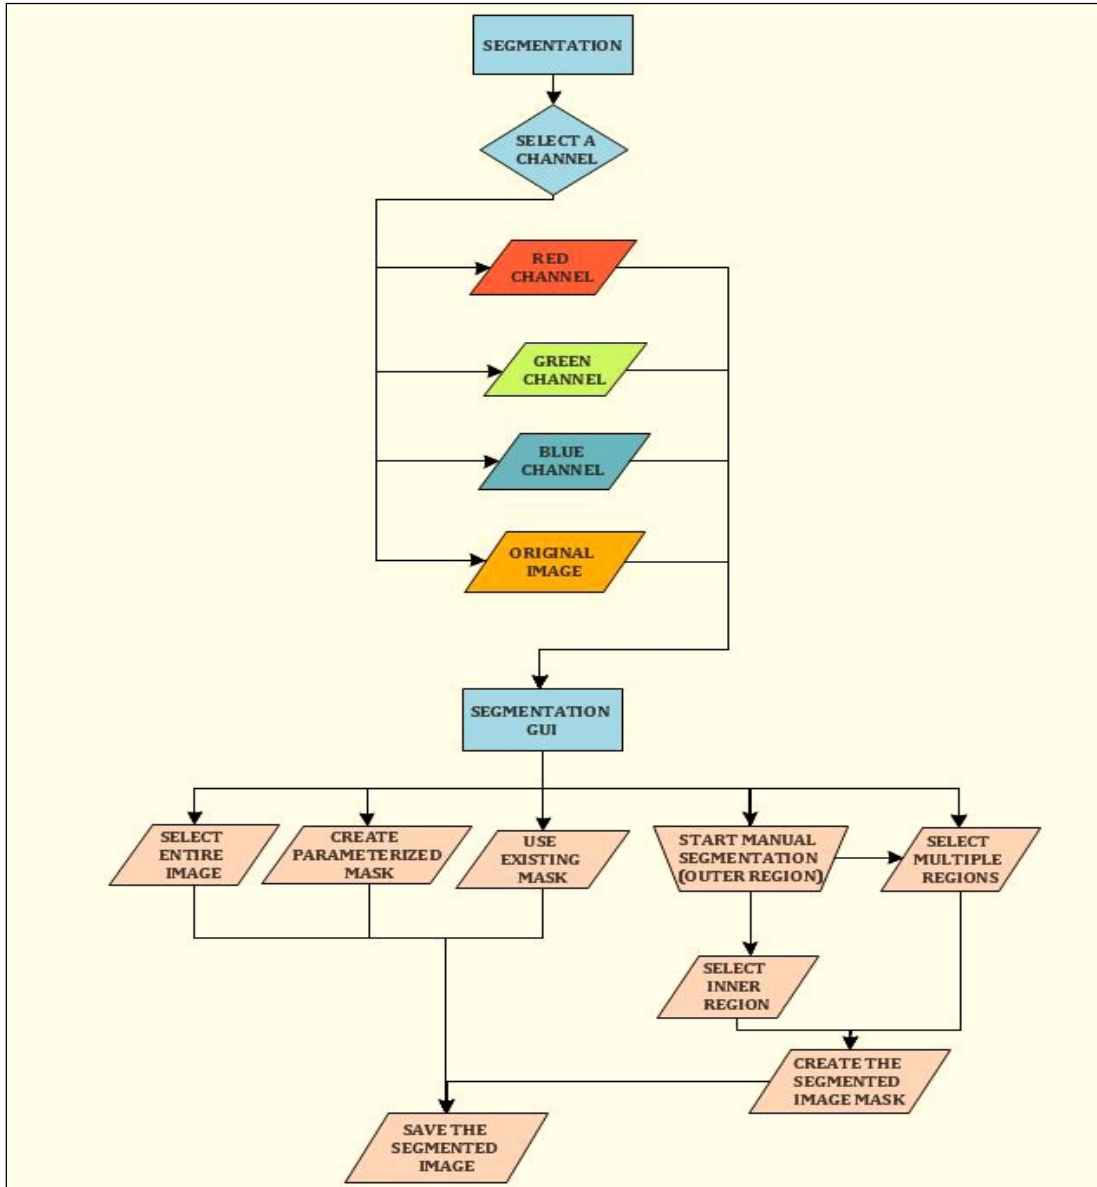 SEGMENTATION
SELECT A
CHANNEL
RED
CHANNEL
GREEN
CHANNEL
BLUE
CHANNEL
ORIGINAL
IMAGE
SEGMENTATION
GUI
SELECT
ENTIRE
IMAGE
CREATE
PARAMETERIZED
MASK
USE
EXISTING
MASK
START MANUAL
SEGMENTATION
(OUTER REGION)
SELECT
MULTIPLE
REGIONS
SELECT
INNER
REGION
CREATE THE
SEGMENTED
IMAGE MASK
SAVE THE
SEGMENTED
IMAGE